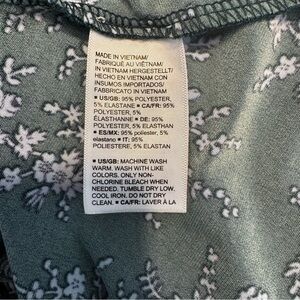 MADE IN VIETNAM/
FABRIQUÉ AU VIÊTNAM/
IN VIETNAM HERGESTELLT/
HECHO EN VIETNAM CON
INSUMOS IMPORTADOS/
FABBRICATO IN VIETNAM
■ US/GB: 95% POLYESTER,
5% ELASTANE ■ CA/FR: 95%
POLYESTER, 5%
ÉLASTHANNE ■ DE: 95%
POLYESTER, 5% ELASTHAN
■ ES/MX: 95% poliester, 5%
elastano ■ IT: 95%
POLIESTERE, 5% ELASTAN
■ US/GB: MACHINE WASH
WARM. WASH WITH LIKE
COLORS. ONLY NON-
CHLORINE BLEACH WHEN
NEEDED. TUMBLE DRY LOW.
COOL IRON. DO NOT DRY
CLEAN. ■ CA/FR: LAVER À LA